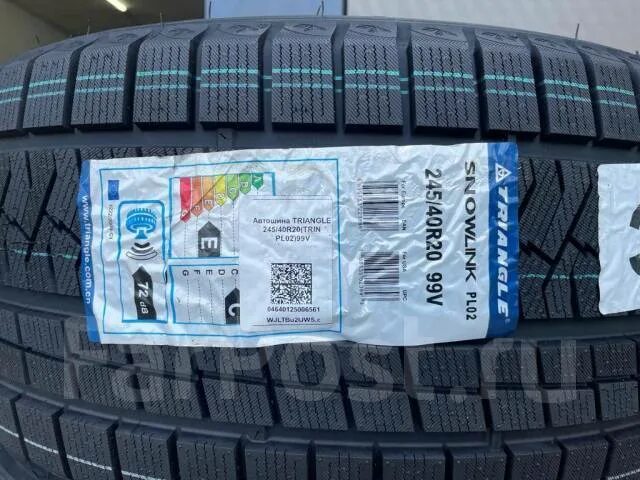 TRIANGLE
SNOWLINK PL02
245/40R20 99V
www.triangle.com.cn
72 dB
E
C
Автошина TRIANGLE
245/40R20(TRIN
PL02)99V
04640125006561
FarPost.ru